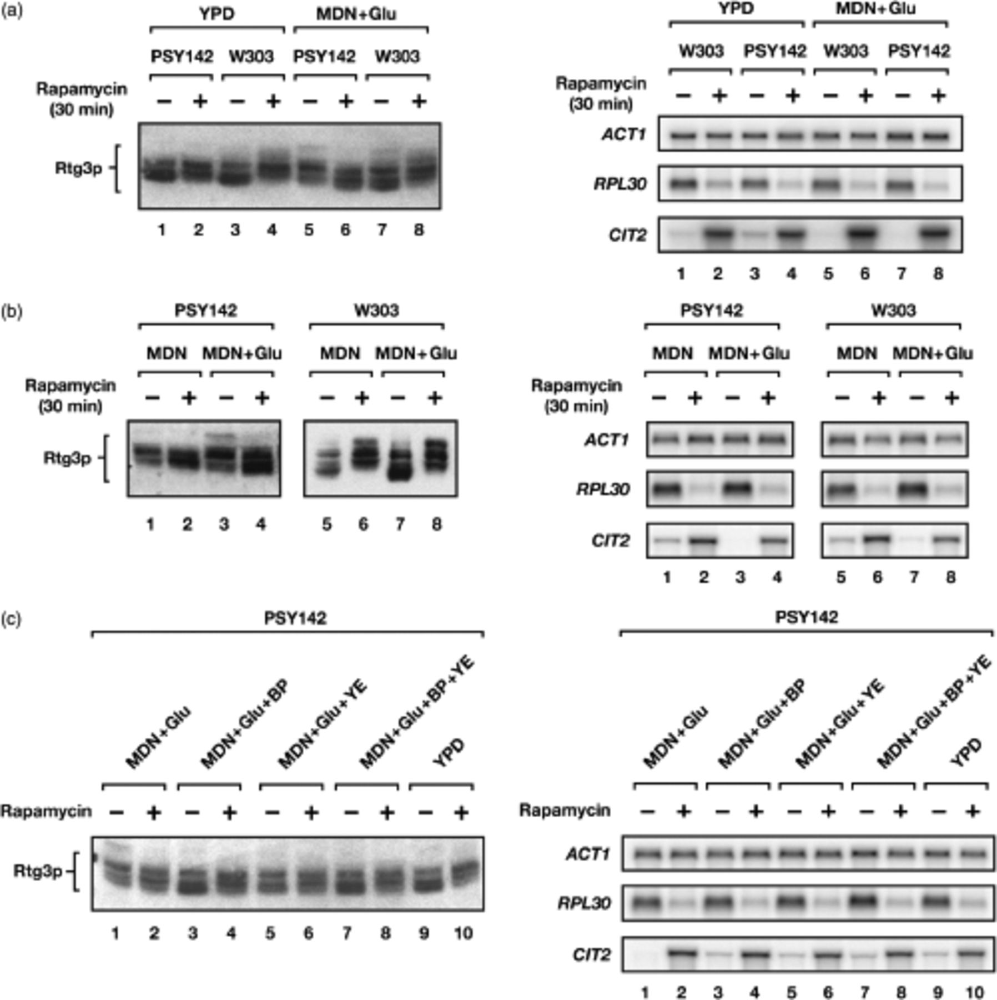 (a)
YPD MDN+Glu
PSY142 W303 PSY142 W303
Rapamycin
(30 min) − + − + − + − +
Rtg3p
1 2 3 4 5 6 7 8
YPD MDN+Glu
W303 PSY142 W303 PSY142
Rapamycin
(30 min) − + − + − + − +
ACT1
RPL30
CIT2
1 2 3 4 5 6 7 8
(b)
PSY142 W303
MDN MDN+Glu MDN MDN+Glu
Rapamycin
(30 min) − + − + − + − +
Rtg3p
1 2 3 4 5 6 7 8
PSY142 W303
MDN MDN+Glu MDN MDN+Glu
Rapamycin
(30 min) − + − + − + − +
ACT1
RPL30
CIT2
1 2 3 4 5 6 7 8
(c)
PSY142
MDN+Glu
MDN+Glu+BP
MDN+Glu+YE
MDN+Glu+BP+YE
YPD
Rapamycin − + − + − + − + − +
Rtg3p
1 2 3 4 5 6 7 8 9 10
PSY142
MDN+Glu
MDN+Glu+BP
MDN+Glu+YE
MDN+Glu+BP+YE
YPD
Rapamycin − + − + − + − + − +
ACT1
RPL30
CIT2
1 2 3 4 5 6 7 8 9 10